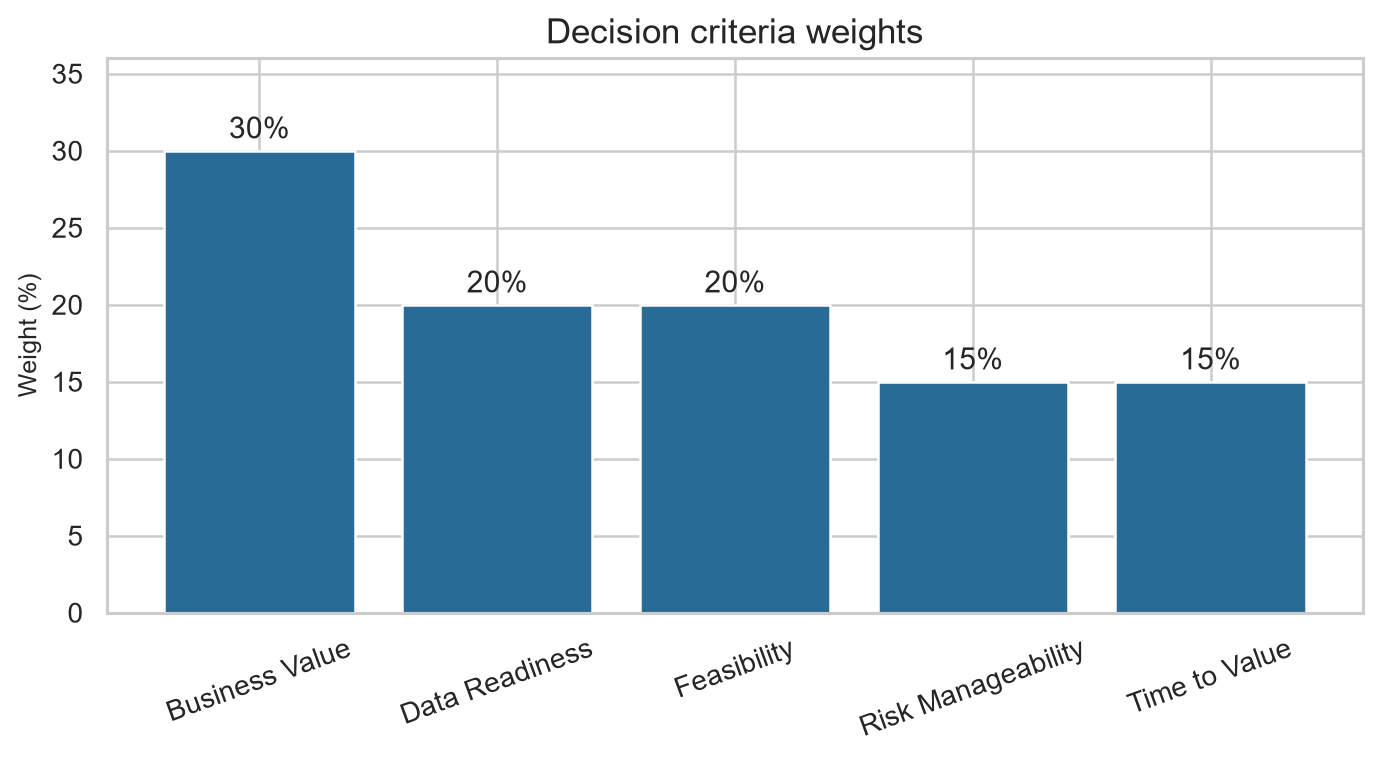 Decision criteria weights
35
30
25
20
15
10
5
0
Weight (%)
30%
20%
20%
15%
15%
Business Value
Data Readiness
Feasibility
Risk Manageability
Time to Value